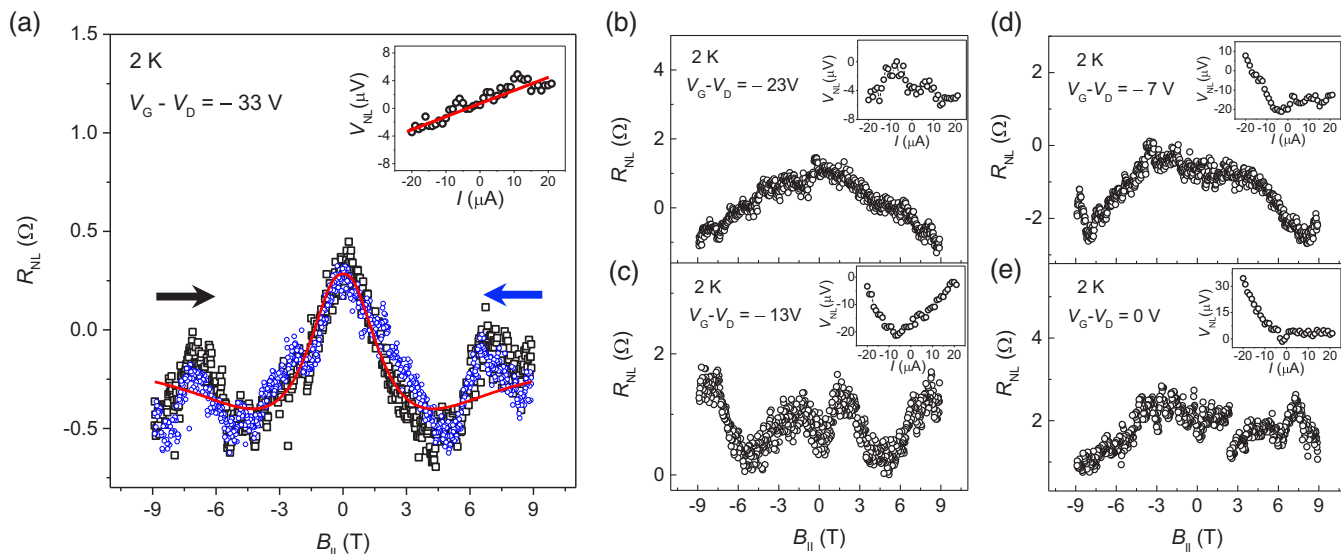 (a)
2 K
V_G - V_D = – 33 V
1.5
1.0
0.5
0.0
-0.5
R_NL (Ω)
-9 -6 -3 0 3 6 9
B_|| (T)
V_NL (μV)
8
4
0
-4
-8
-20 -10 0 10 20
I (μA)
(b)
2 K
V_G-V_D = – 23V
4
2
0
R_NL (Ω)
V_NL (μV)
0
-4
-8
-20 -10 0 10 20
I (μA)
(c)
2 K
V_G-V_D = – 13V
2
0
R_NL (Ω)
-9 -6 -3 0 3 6 9
B_|| (T)
V_NL (μV)
0
-10
-20
-20 -10 0 10 20
I (μA)
(d)
2 K
V_G-V_D = – 7 V
2
-0
-2
R_NL (Ω)
V_NL (μV)
10
0
-10
-20
-20 -10 0 10 20
I (μA)
(e)
2 K
V_G-V_D = 0 V
4
2
R_NL (Ω)
-9 -6 -3 0 3 6 9
B_|| (T)
V_NL (μV)
30
15
0
-20 -10 0 10 20
I (μA)